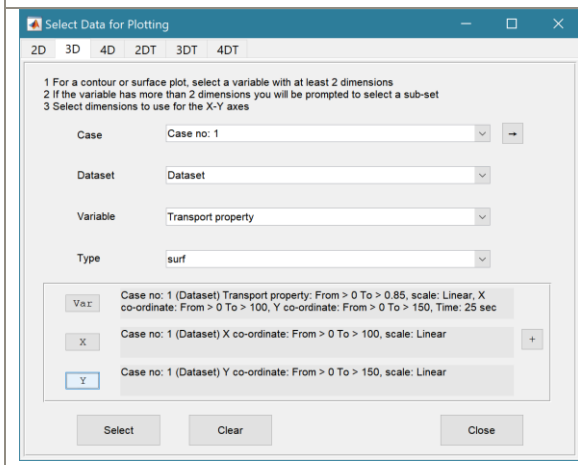 Select Data for Plotting
2D 3D 4D 2DT 3DT 4DT
1 For a contour or surface plot, select a variable with at least 2 dimensions
2 If the variable has more than 2 dimensions you will be prompted to select a sub-set
3 Select dimensions to use for the X-Y axes
Case Case no: 1 →
Dataset Dataset
Variable Transport property
Type surf
Var Case no: 1 (Dataset) Transport property: From > 0 To > 0.85, scale: Linear, X
co-ordinate: From > 0 To > 100, Y co-ordinate: From > 0 To > 150, Time: 25 sec
X Case no: 1 (Dataset) X co-ordinate: From > 0 To > 100, scale: Linear +
Y Case no: 1 (Dataset) Y co-ordinate: From > 0 To > 150, scale: Linear
Select Clear Close